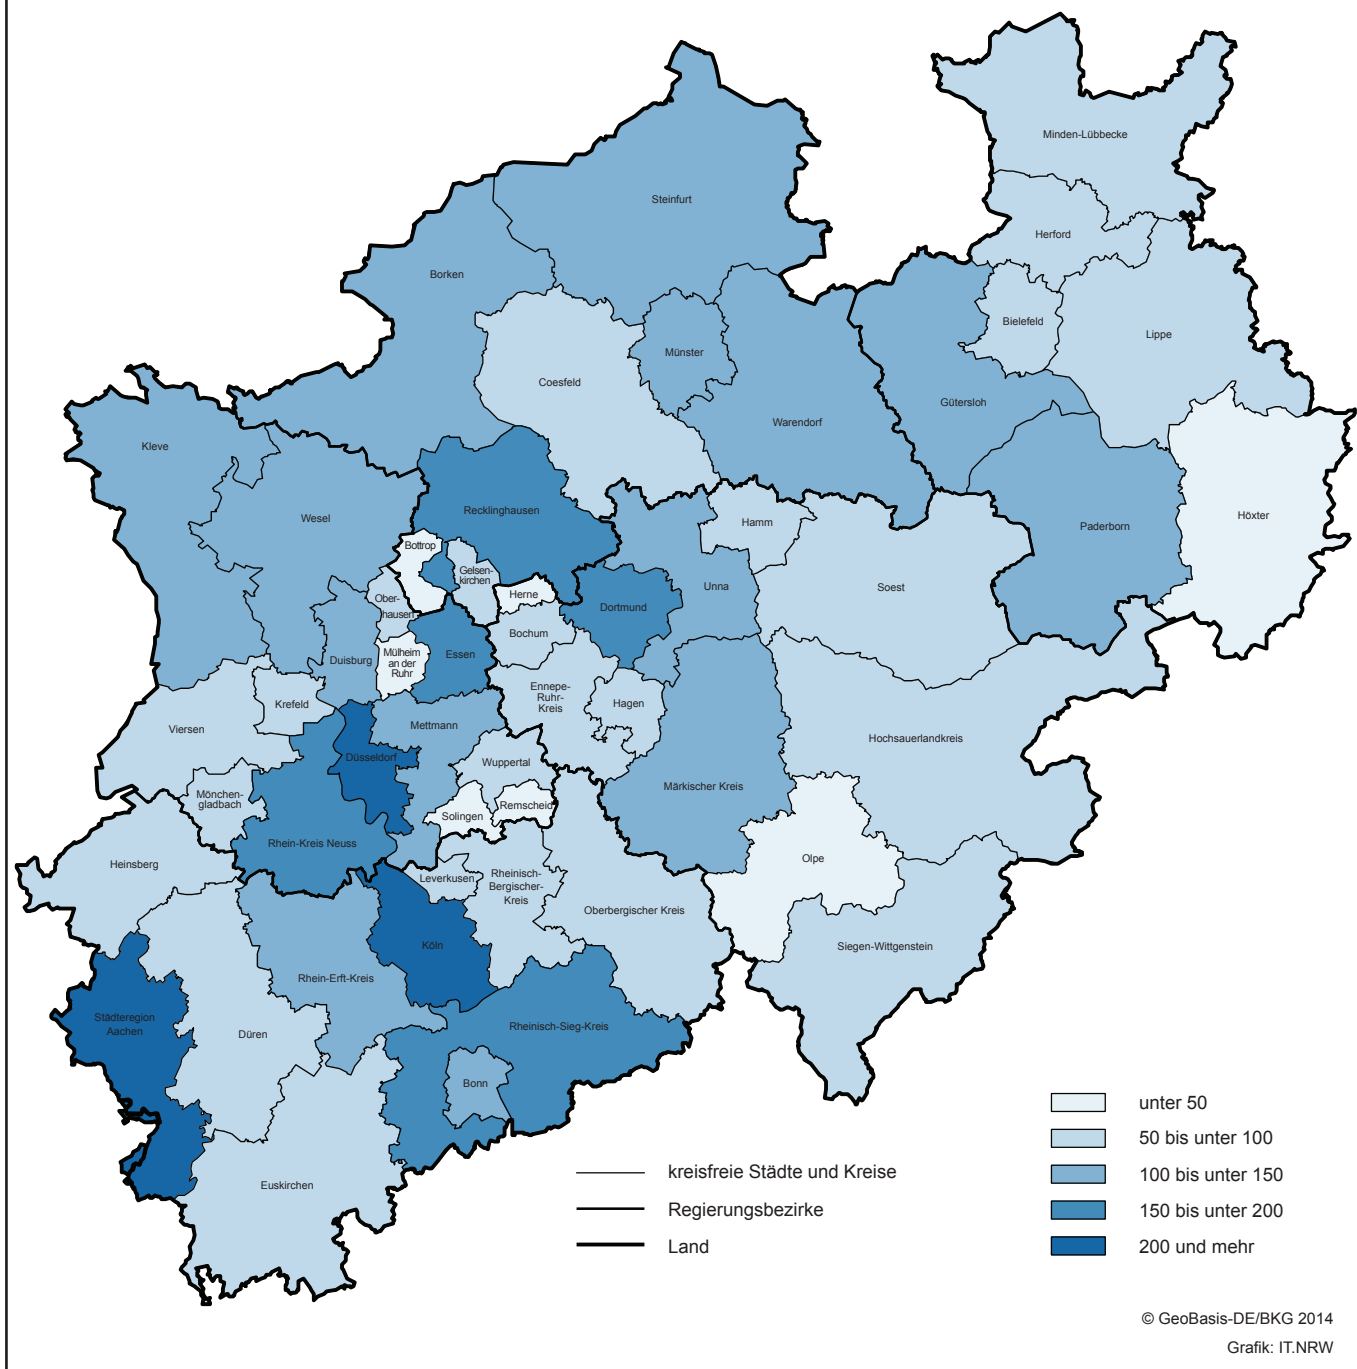 Minden-Lübbecke
Steinfurt
Herford
Borken
Bielefeld
Lippe
Münster
Coesfeld
Gütersloh
Warendorf
Kleve
Recklinghausen
Wesel
Hamm
Höxter
Paderborn
Bottrop
Gelsen-
kirchen
Unna
Soest
Herne
Ober-
hausen
Dortmund
Bochum
Duisburg
Mülheim
an der
Ruhr
Essen
Ennepe-
Ruhr-
Kreis
Hagen
Krefeld
Viersen
Mettmann
Hochsauerlandkreis
Düsseldorf
Wuppertal
Märkischer Kreis
Mönchen-
gladbach
Remscheid
Solingen
Rhein-Kreis Neuss
Olpe
Heinsberg
Leverkusen
Rheinisch-
Bergischer-
Kreis
Oberbergischer Kreis
Köln
Siegen-Wittgenstein
Rhein-Erft-Kreis
Städteregion
Aachen
Düren
Rheinisch-Sieg-Kreis
Bonn
Euskirchen
kreisfreie Städte und Kreise
Regierungsbezirke
Land
unter 50
50 bis unter 100
100 bis unter 150
150 bis unter 200
200 und mehr
© GeoBasis-DE/BKG 2014
Grafik: IT.NRW